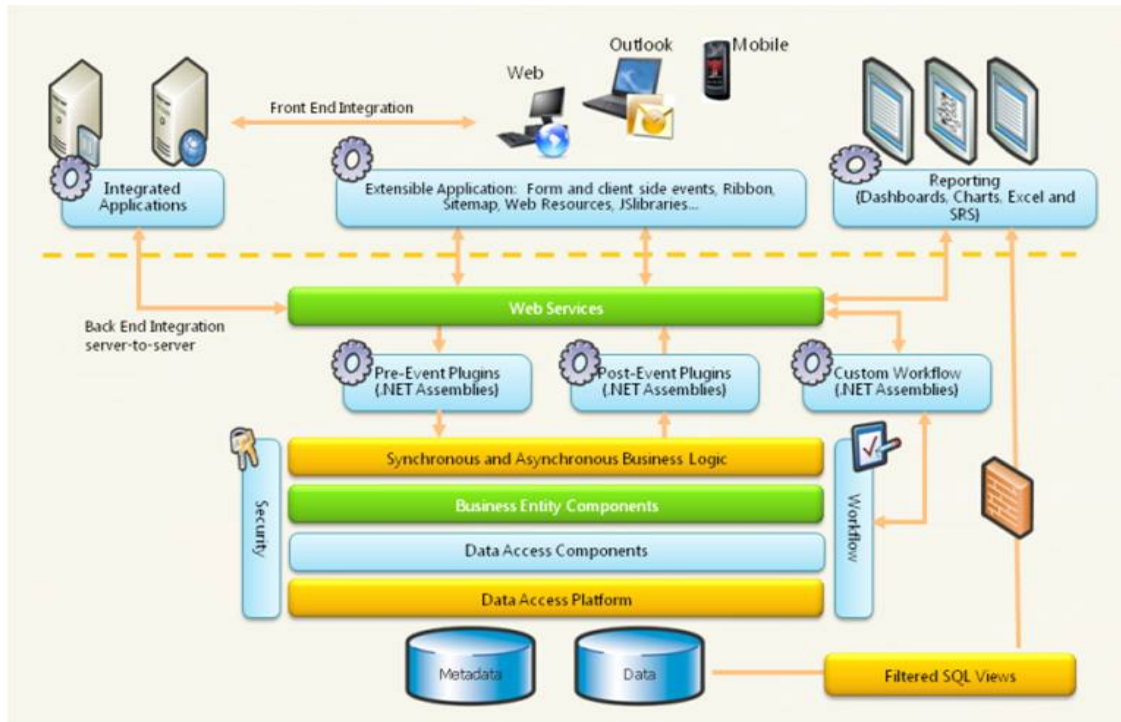 Outlook
Mobile
Web
Front End Integration
Integrated
Applications
Extensible Application: Form and client side events, Ribbon,
Sitemap, Web Resources, JSlibraries...
Reporting
(Dashboards, Charts, Excel and
SRS)
Web Services
Back End Integration
server-to-server
Pre-Event Plugins
(.NET Assemblies)
Post-Event Plugins
(.NET Assemblies)
Custom Workflow
(.NET Assemblies)
Synchronous and Asynchronous Business Logic
Security
Business Entity Components
Workflow
Data Access Components
Data Access Platform
Metadata
Data
Filtered SQL Views